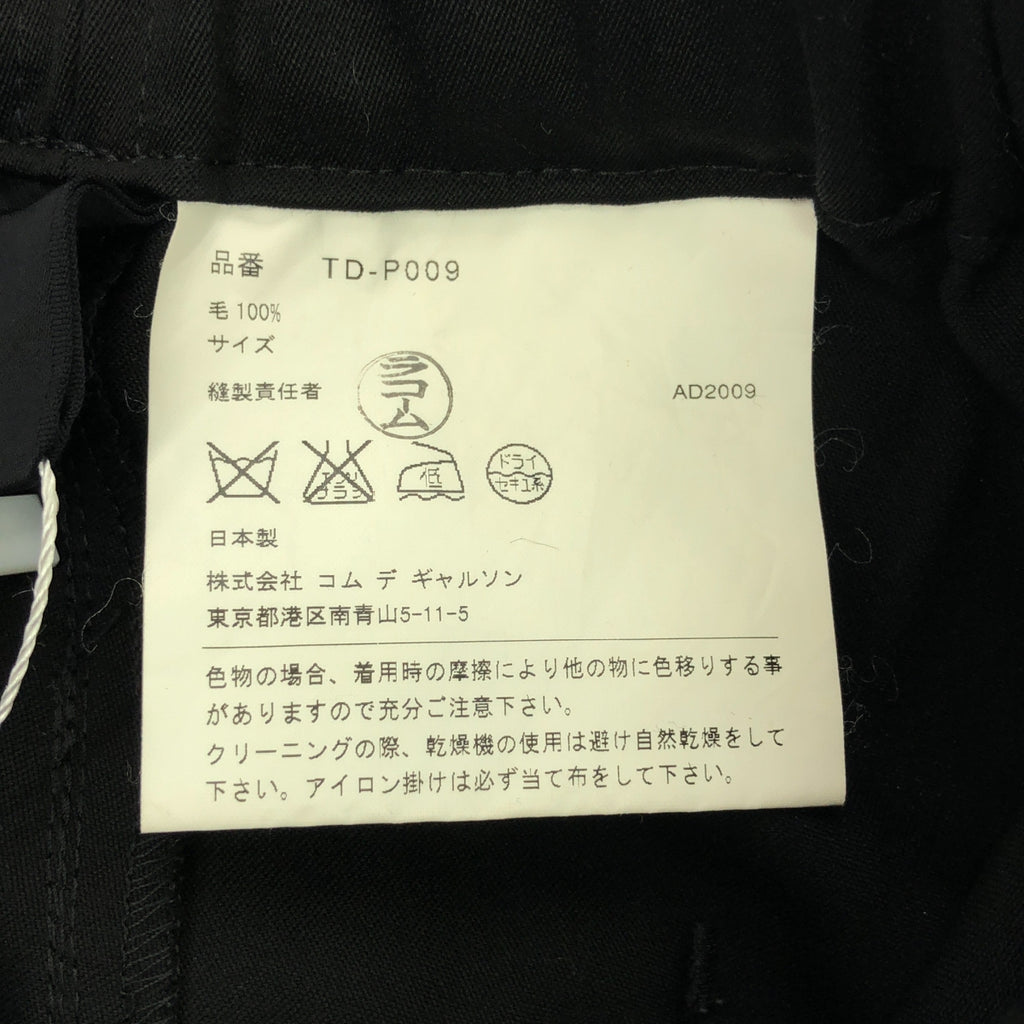 品番 TD-P009
毛 100%
サイズ
縫製責任者 ラコム AD2009
エンソ サラシ 低 ドライ セキユ系
日本製
株式会社 コム デ ギャルソン
東京都港区南青山5-11-5
色物の場合、着用時の摩擦により他の物に色移りする事
がありますので充分ご注意下さい。
クリーニングの際、乾燥機の使用は避け自然乾燥をして
下さい。アイロン掛けは必ず当て布をして下さい。